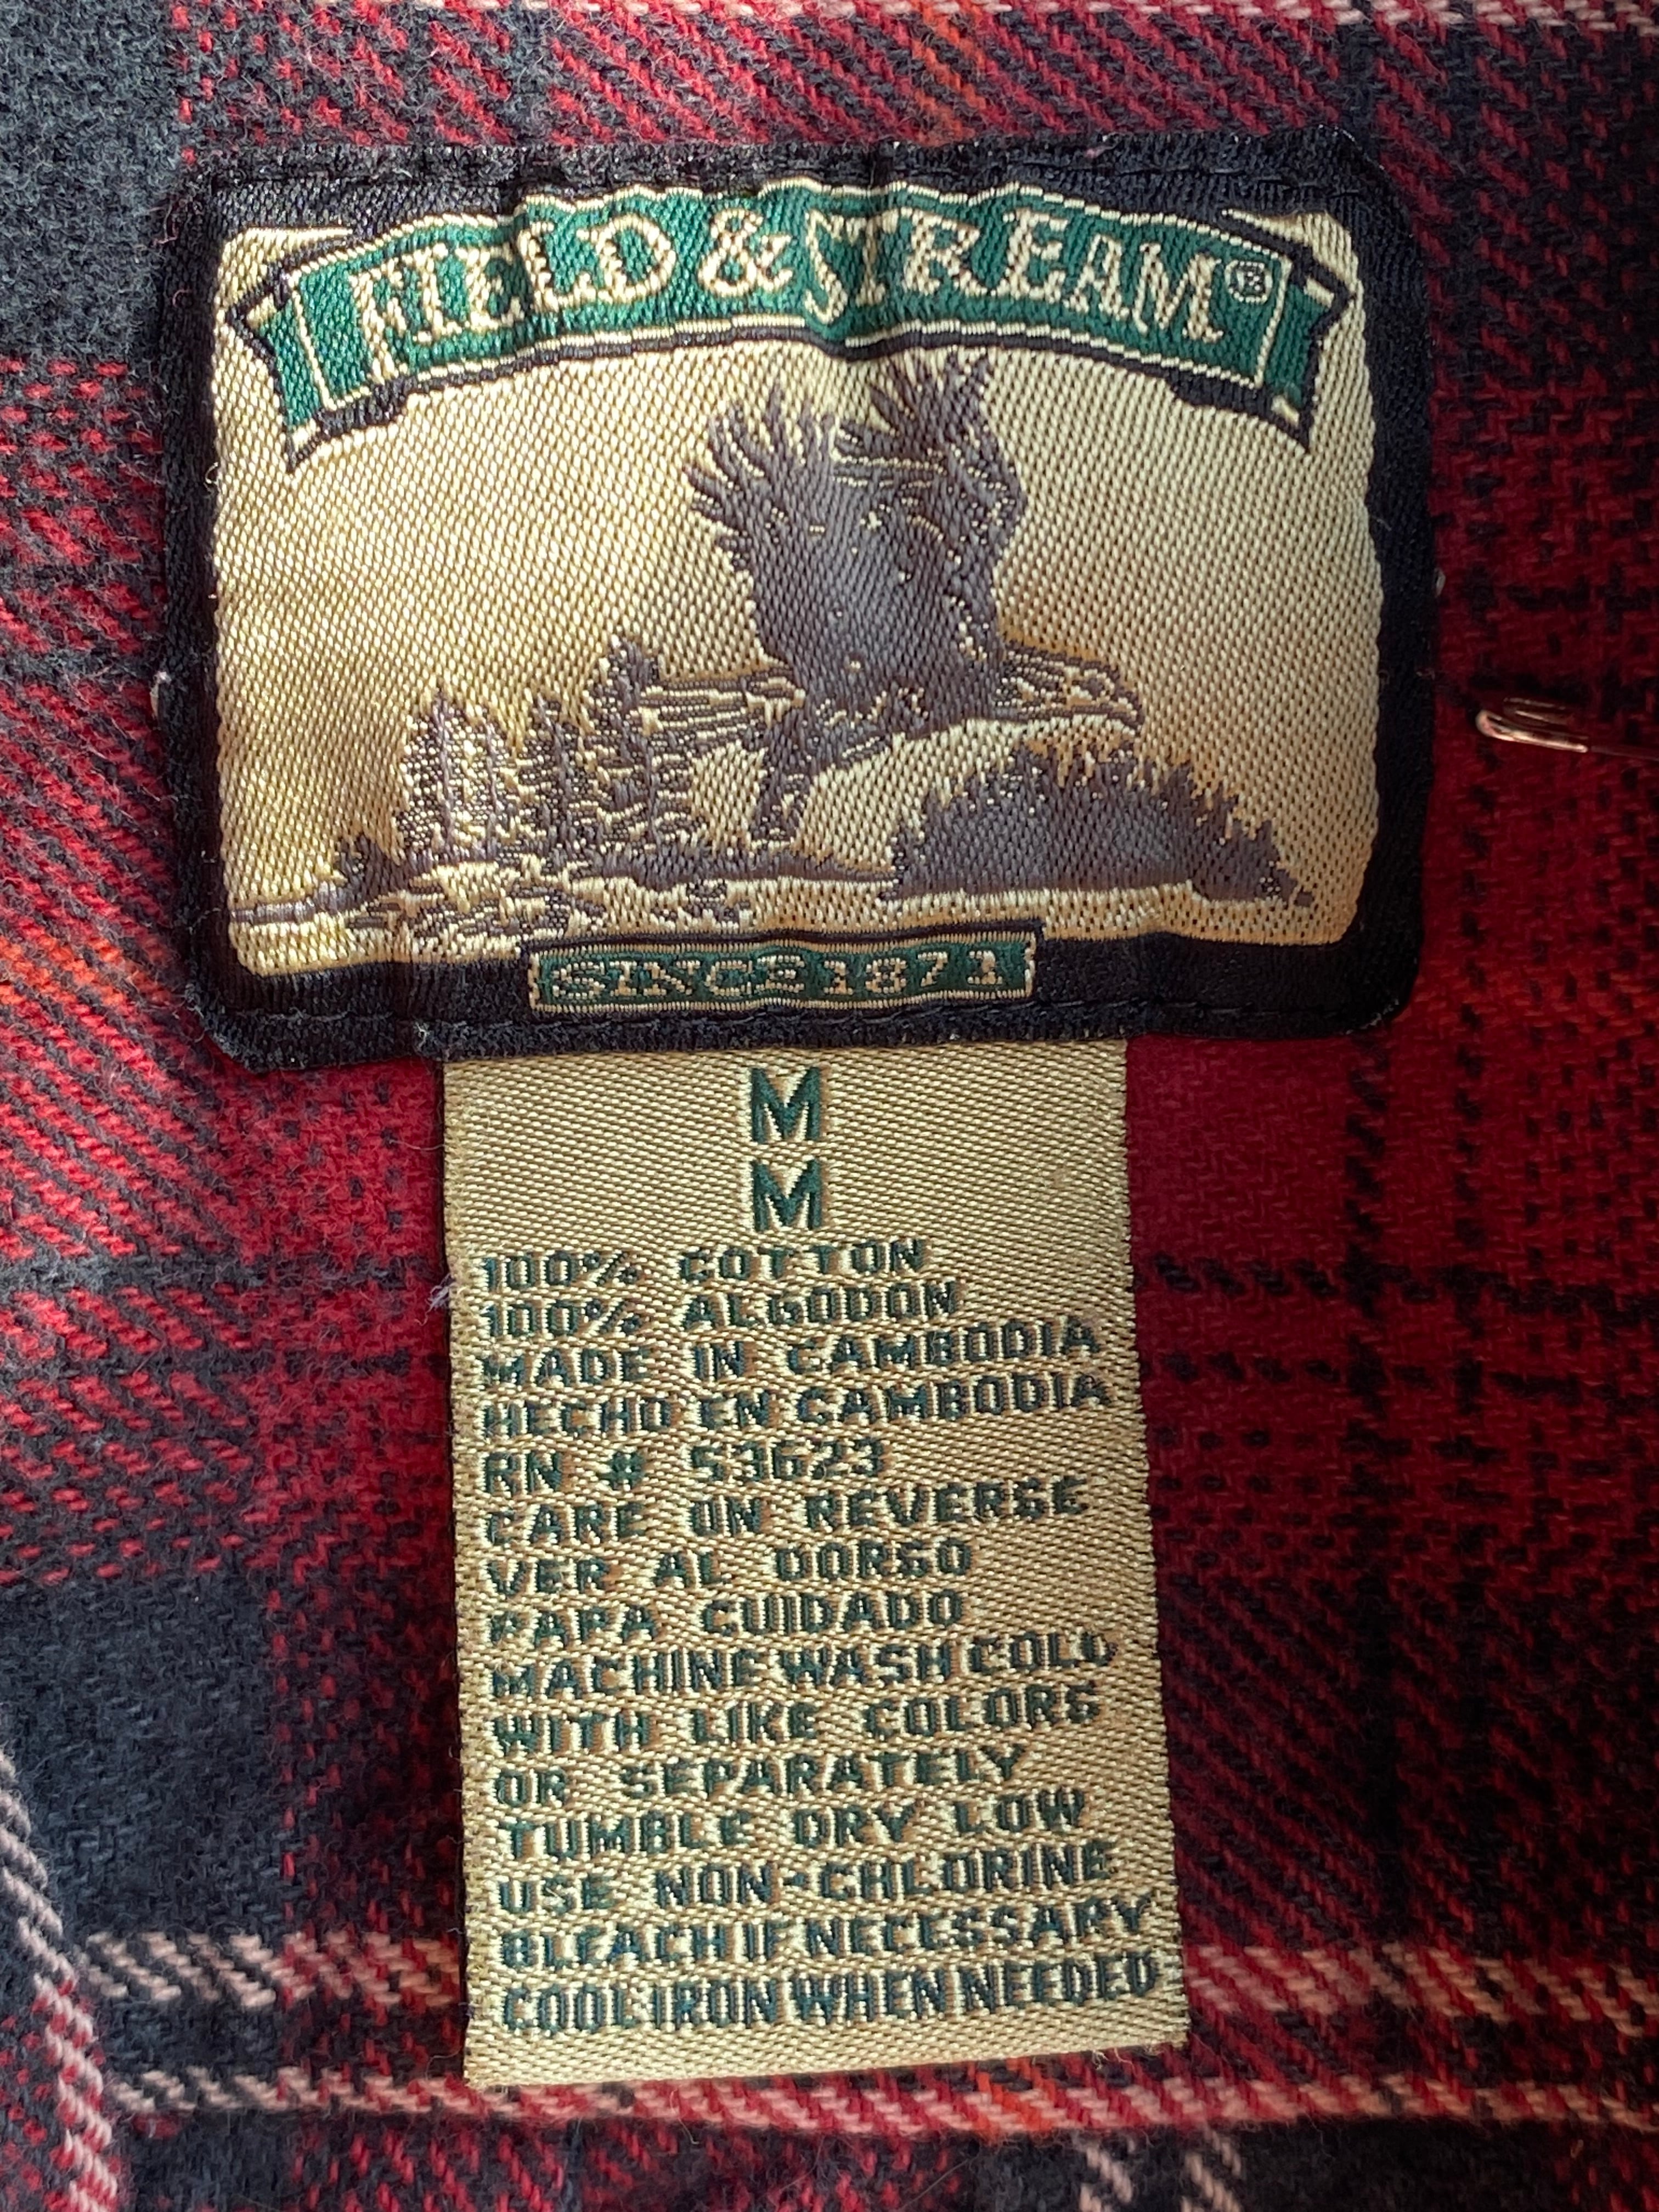 FIELD & STREAM®
SINCE 1871
M
M
100% COTTON
100% ALGODON
MADE IN CAMBODIA
HECHO EN CAMBODIA
RN # 53623
CARE ON REVERSE
VER AL DORSO
PAPA CUIDADO
MACHINE WASH COLD
WITH LIKE COLORS
OR SEPARATELY
TUMBLE DRY LOW
USE NON-CHLORINE
BLEACH IF NECESSARY
COOL IRON WHEN NEEDED